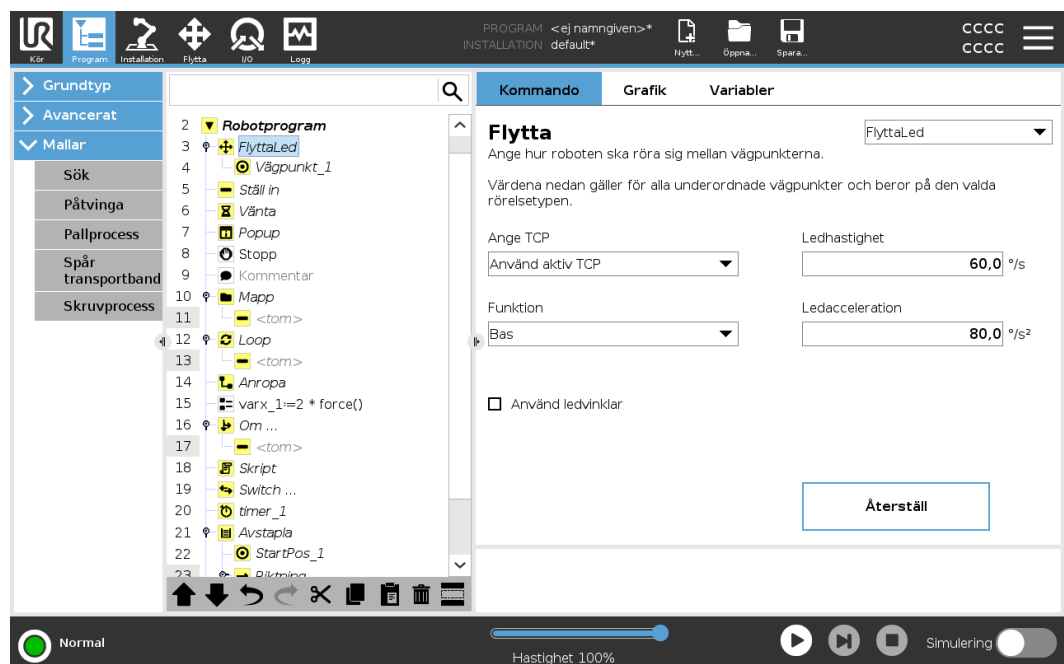 PROGRAM <ej namngiven>*
INSTALLATION default*
CCCC
CCCC
UR
Kör
Program
Installation
Flytta
I/O
Logg
Nytt...
Öppna...
Spara...
Grundtyp
Avancerat
Mallar
Sök
Påtvinga
Pallprocess
Spår
transportband
Skruvprocess
2 Robotprogram
3 FlyttaLed
4 Vägpunkt_1
5 Ställ in
6 Vänta
7 Popup
8 Stopp
9 Kommentar
10 Mapp
11 <tom>
12 Loop
13 <tom>
14 Anropa
15 varx_1≔2 * force()
16 Om ...
17 <tom>
18 Skript
19 Switch ...
20 timer_1
21 Avstapla
22 StartPos_1
23 Riktning
Kommando
Grafik
Variabler
Flytta
FlyttaLed
Ange hur roboten ska röra sig mellan vägpunkterna.
Värdena nedan gäller för alla underordnade vägpunkter och beror på den valda
rörelsetypen.
Ange TCP
Ledhastighet
Använd aktiv TCP
60,0 °/s
Funktion
Ledacceleration
Bas
80,0 °/s²
Använd ledvinklar
Återställ
Normal
Hastighet 100%
Simulering